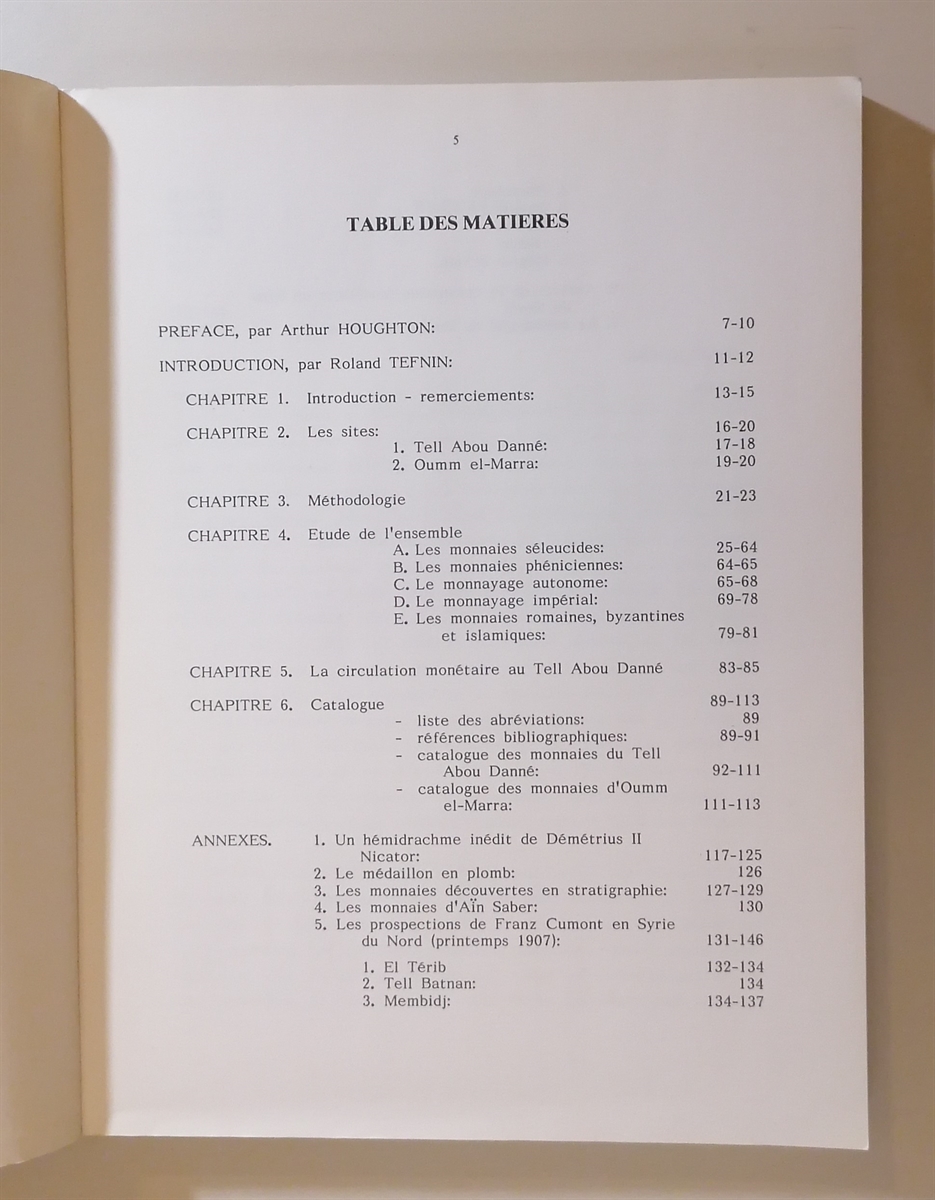 5
TABLE DES MATIERES
PREFACE, par Arthur HOUGHTON: 7-10
INTRODUCTION, par Roland TEFNIN: 11-12
CHAPITRE 1. Introduction - remerciements: 13-15
CHAPITRE 2. Les sites: 16-20
1. Tell Abou Danné: 17-18
2. Oumm el-Marra: 19-20
CHAPITRE 3. Méthodologie 21-23
CHAPITRE 4. Etude de l'ensemble
A. Les monnaies séleucides: 25-64
B. Les monnaies phéniciennes: 64-65
C. Le monnayage autonome: 65-68
D. Le monnayage impérial: 69-78
E. Les monnaies romaines, byzantines
et islamiques: 79-81
CHAPITRE 5. La circulation monétaire au Tell Abou Danné 83-85
CHAPITRE 6. Catalogue 89-113
- liste des abréviations: 89
- références bibliographiques: 89-91
- catalogue des monnaies du Tell
Abou Danné: 92-111
- catalogue des monnaies d'Oumm
el-Marra: 111-113
ANNEXES. 1. Un hémidrachme inédit de Démétrius II
Nicator: 117-125
2. Le médaillon en plomb: 126
3. Les monnaies découvertes en stratigraphie: 127-129
4. Les monnaies d'Aïn Saber: 130
5. Les prospections de Franz Cumont en Syrie
du Nord (printemps 1907): 131-146
1. El Térib 132-134
2. Tell Batnan: 134
3. Membidj: 134-137